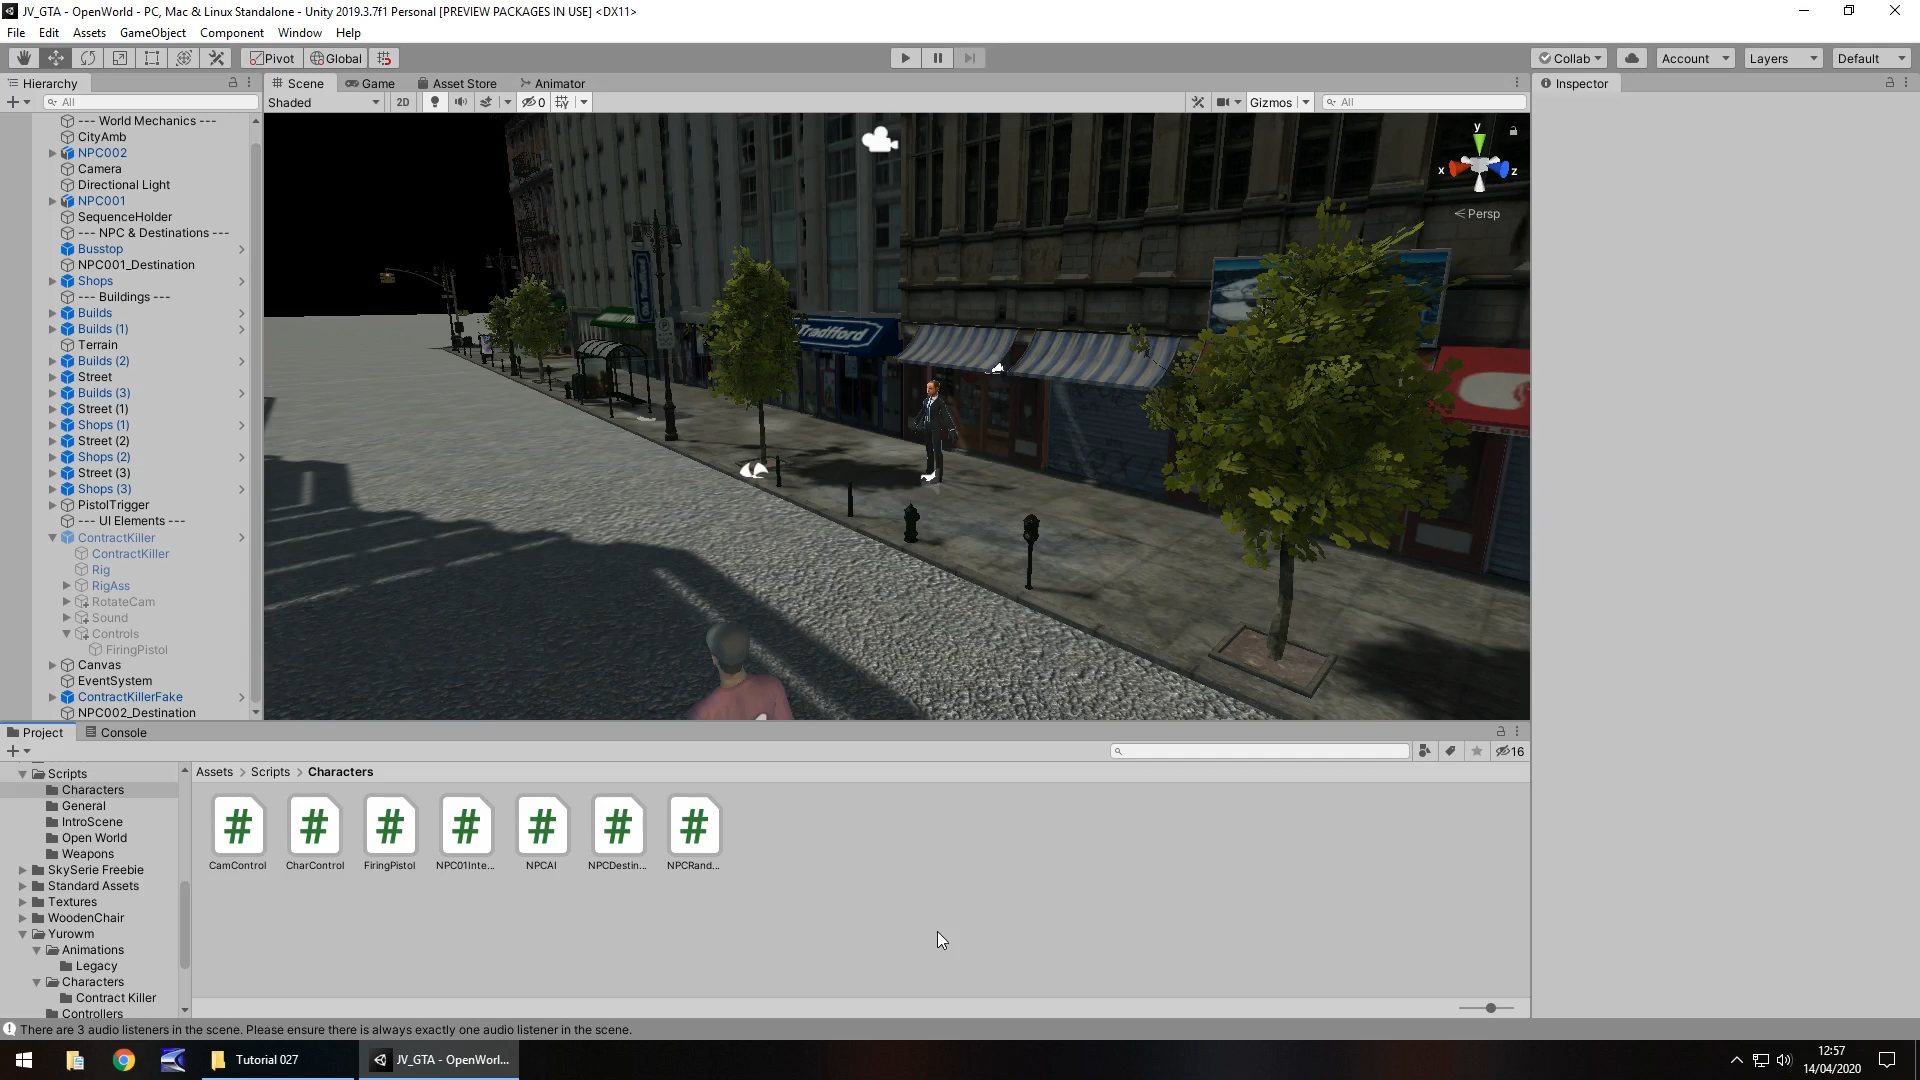 JV_GTA - OpenWorld - PC, Mac & Linux Standalone - Unity 2019.3.7f1 Personal [PREVIEW PACKAGES IN USE] <DX11>
File Edit Assets GameObject Component Window Help
Pivot Global Collab Account Layers Default
Hierarchy
All
--- World Mechanics ---
CityAmb
NPC002
Camera
Directional Light
NPC001
SequenceHolder
--- NPC & Destinations ---
Busstop
NPC001_Destination
Shops
--- Buildings ---
Builds
Builds (1)
Terrain
Builds (2)
Street
Builds (3)
Street (1)
Shops (1)
Street (2)
Shops (2)
Street (3)
Shops (3)
PistolTrigger
--- UI Elements ---
ContractKiller
ContractKiller
Rig
RigAss
RotateCam
Sound
Controls
FiringPistol
Canvas
EventSystem
ContractKillerFake
NPC002_Destination
Scene Game Asset Store Animator
Shaded 2D 0 Gizmos All
y
x z
Persp
Tradfford
Inspector
Project Console
16
Scripts
Characters
General
IntroScene
Open World
Weapons
SkySerie Freebie
Standard Assets
Textures
WoodenChair
Yurowm
Animations
Legacy
Characters
Contract Killer
Controllers
Assets > Scripts > Characters
CamControl CharControl FiringPistol NPC01Inte... NPCAI NPCDestin... NPCRand...
There are 3 audio listeners in the scene. Please ensure there is always exactly one audio listener in the scene.
Tutorial 027
JV_GTA - OpenWorl...
12:57
14/04/2020